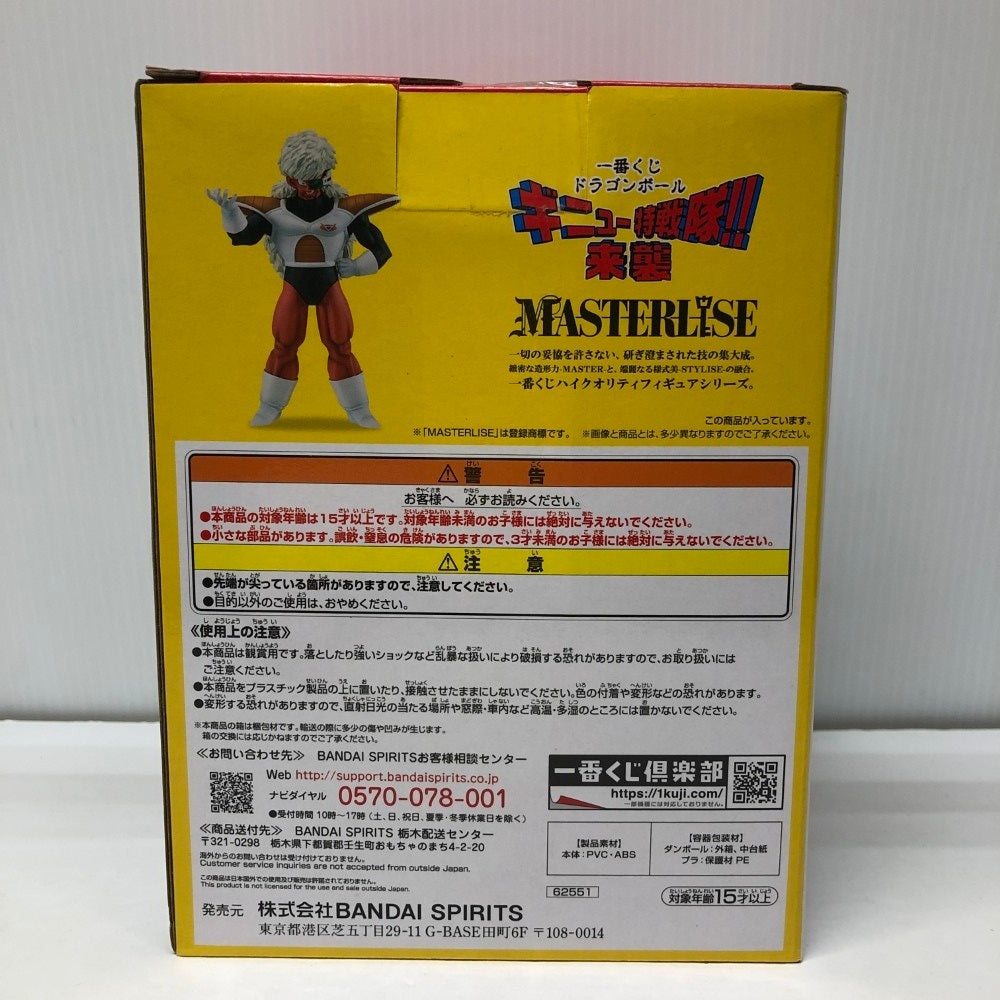 一番くじ
ドラゴンボール
ギニュー特戦隊!!
来襲
MASTERLISE
一切の妥協を許さない、研ぎ澄まされた技の集大成。
緻密な造形力-MASTER-と、端麗なる様式美-STYLISE-の融合。
一番くじハイクオリティフィギュアシリーズ。
この商品が入っています。
※「MASTERLISE」は登録商標です。 ※画像と商品とは、多少異なりますのでご了承ください。
⚠警告
お客様へ 必ずお読みください。
●本商品の対象年齢は15才以上です。対象年齢未満のお子様には絶対に与えないでください。
●小さな部品があります。誤飲・窒息の危険がありますので、3才未満のお子様には絶対に与えないでください。
⚠注意
●先端が尖っている箇所がありますので、注意してください。
●目的以外のご使用は、おやめください。
《使用上の注意》
●本商品は観賞用です。落としたり強いショックなど乱暴な扱いにより破損する恐れがありますので、お取り扱いには
ご注意ください。
●本商品をプラスチック製品の上に置いたり、接触させたままにしないでください。色の付着や変形などの恐れがあります。
●変形する恐れがありますので、直射日光の当たる場所や窓際・車内など高温・多湿のところには置かないでください。
※本商品の箱は梱包材です。輸送の際に多少の傷や凹みが生じます。
箱の交換には応じかねますのでご了承ください。
≪お問い合わせ先≫ BANDAI SPIRITSお客様相談センター
Web http://support.bandaispirits.co.jp
ナビダイヤル 0570-078-001
●受付時間 10時〜17時(土、日、祝日、夏季・冬季休業日を除く)
≪商品送付先≫ BANDAI SPIRITS 栃木配送センター
〒321-0298 栃木県下都賀郡壬生町おもちゃのまち4-2-20
海外からのお問い合わせは受け付けておりません。
Customer service inquiries are not accepted from outside Japan.
この商品は日本国外での使用及び販売は許諾されておりません。
This product is not licensed for the use and sale outside Japan.
発売元 株式会社BANDAI SPIRITS
東京都港区芝五丁目29-11 G-BASE田町6F 〒108-0014
一番くじ倶楽部
https://1kuji.com/
一部機種には対応しておりません。
【製品素材】
本体：PVC・ABS
【容器包装材】
ダンボール：外箱、中台紙
プラ：保護材 PE
62551
対象年齢15才以上